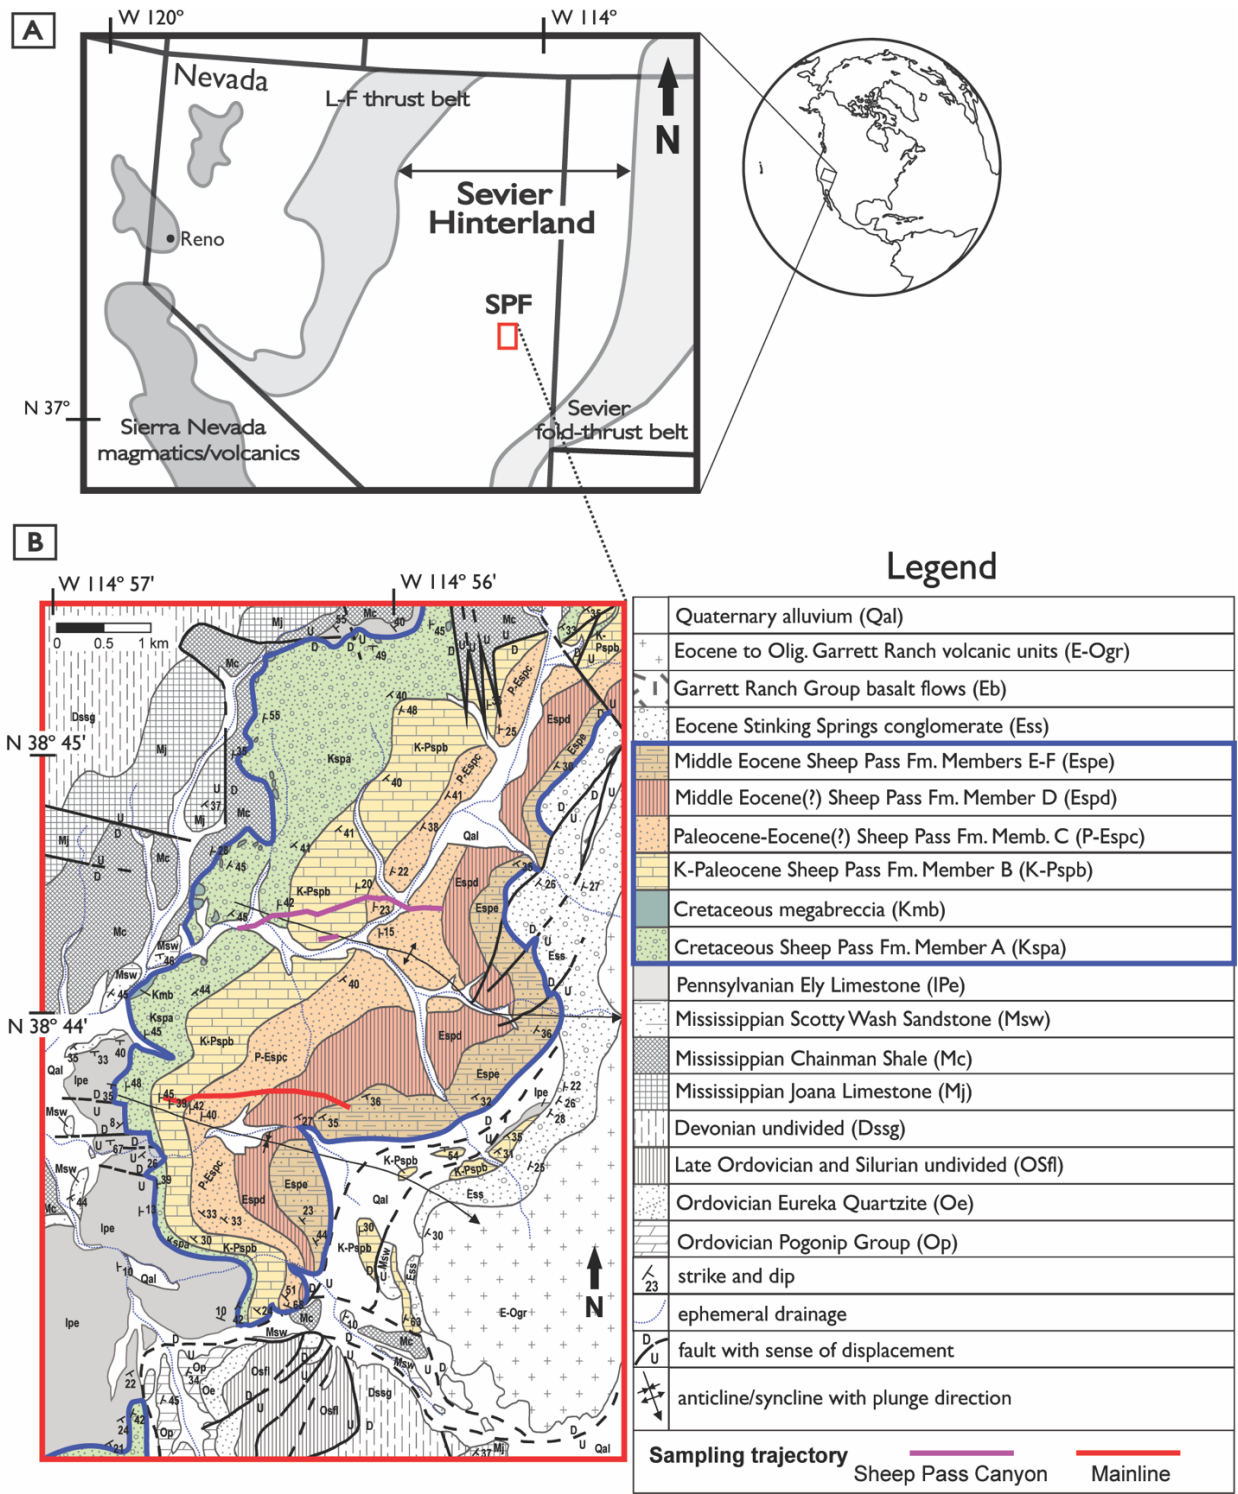 A
W 120°
W 114°
Nevada
L-F thrust belt
N
Sevier
Hinterland
Reno
SPF
N 37°
Sierra Nevada
magmatics/volcanics
Sevier
fold-thrust belt
B
W 114° 57'
W 114° 56'
0 0.5 1 km
N 38° 45'
N 38° 44'
Dssg
Mj
Mc
Kspa
K-Pspb
P-Espc
Espd
Espe
Qal
Ess
Msw
Kmb
Ipe
E-Ogr
Osfl
Op
Oe
N
Legend
Quaternary alluvium (Qal)
Eocene to Olig. Garrett Ranch volcanic units (E-Ogr)
Garrett Ranch Group basalt flows (Eb)
Eocene Stinking Springs conglomerate (Ess)
Middle Eocene Sheep Pass Fm. Members E-F (Espe)
Middle Eocene(?) Sheep Pass Fm. Member D (Espd)
Paleocene-Eocene(?) Sheep Pass Fm. Memb. C (P-Espc)
K-Paleocene Sheep Pass Fm. Member B (K-Pspb)
Cretaceous megabreccia (Kmb)
Cretaceous Sheep Pass Fm. Member A (Kspa)
Pennsylvanian Ely Limestone (IPe)
Mississippian Scotty Wash Sandstone (Msw)
Mississippian Chainman Shale (Mc)
Mississippian Joana Limestone (Mj)
Devonian undivided (Dssg)
Late Ordovician and Silurian undivided (OSfl)
Ordovician Eureka Quartzite (Oe)
Ordovician Pogonip Group (Op)
23
strike and dip
ephemeral drainage
D
U
fault with sense of displacement
anticline/syncline with plunge direction
Sampling trajectory
Sheep Pass Canyon
Mainline